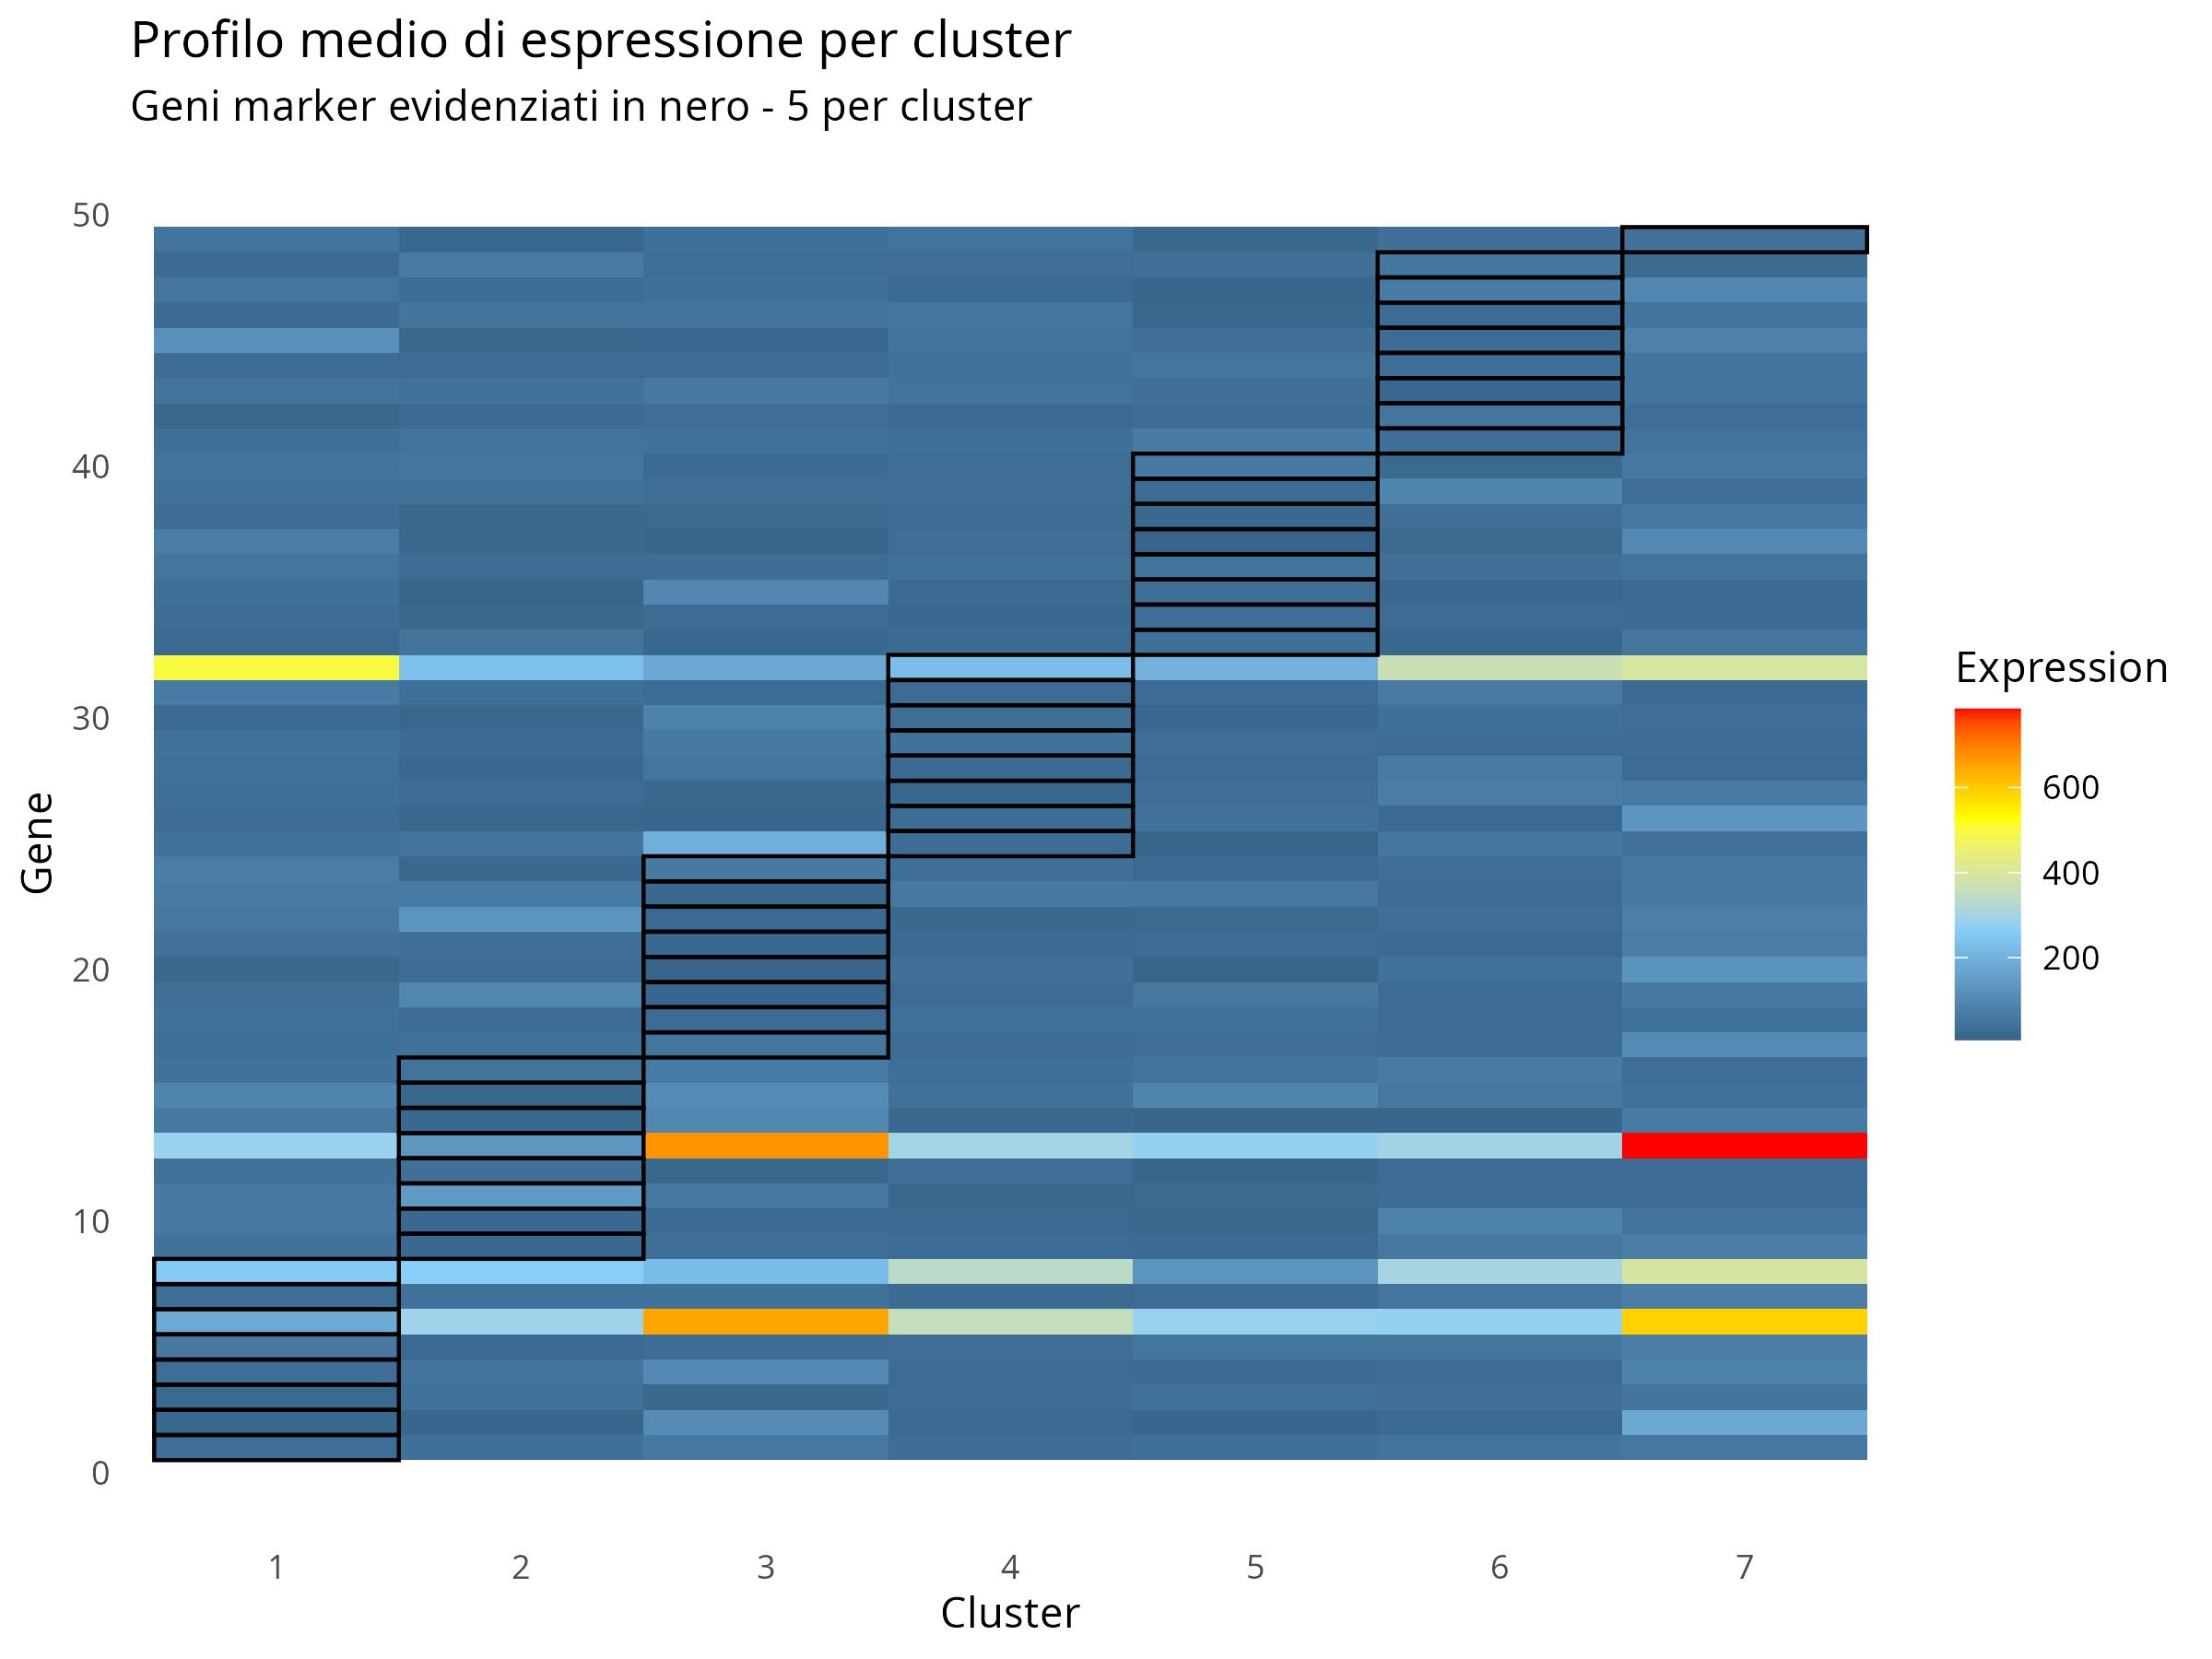 Profilo medio di espressione per cluster
Geni marker evidenziati in nero - 5 per cluster
50
40
30
20
10
0
Gene
1 2 3 4 5 6 7
Cluster
Expression
600
400
200